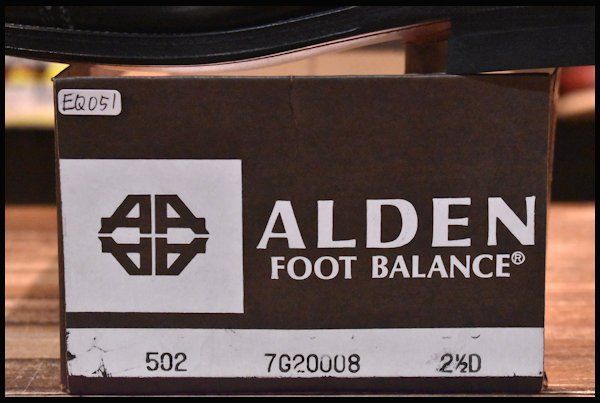 EQ051
ALDEN
FOOT BALANCE®
502 7G20008 2½D